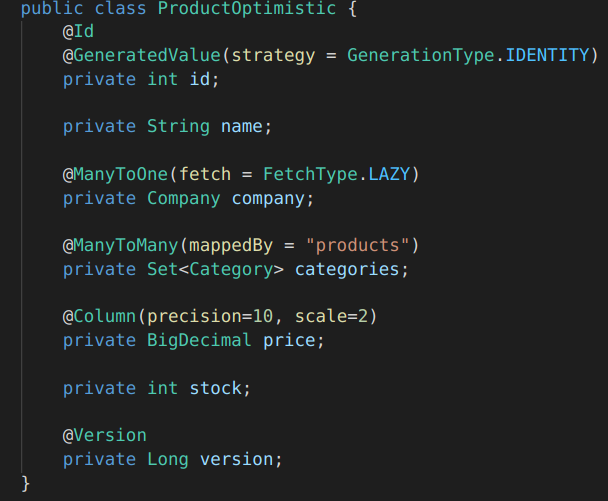 public class ProductOptimistic {
    @Id
    @GeneratedValue(strategy = GenerationType.IDENTITY)
    private int id;

    private String name;

    @ManyToOne(fetch = FetchType.LAZY)
    private Company company;

    @ManyToMany(mappedBy = "products")
    private Set<Category> categories;

    @Column(precision=10, scale=2)
    private BigDecimal price;

    private int stock;

    @Version
    private Long version;
}